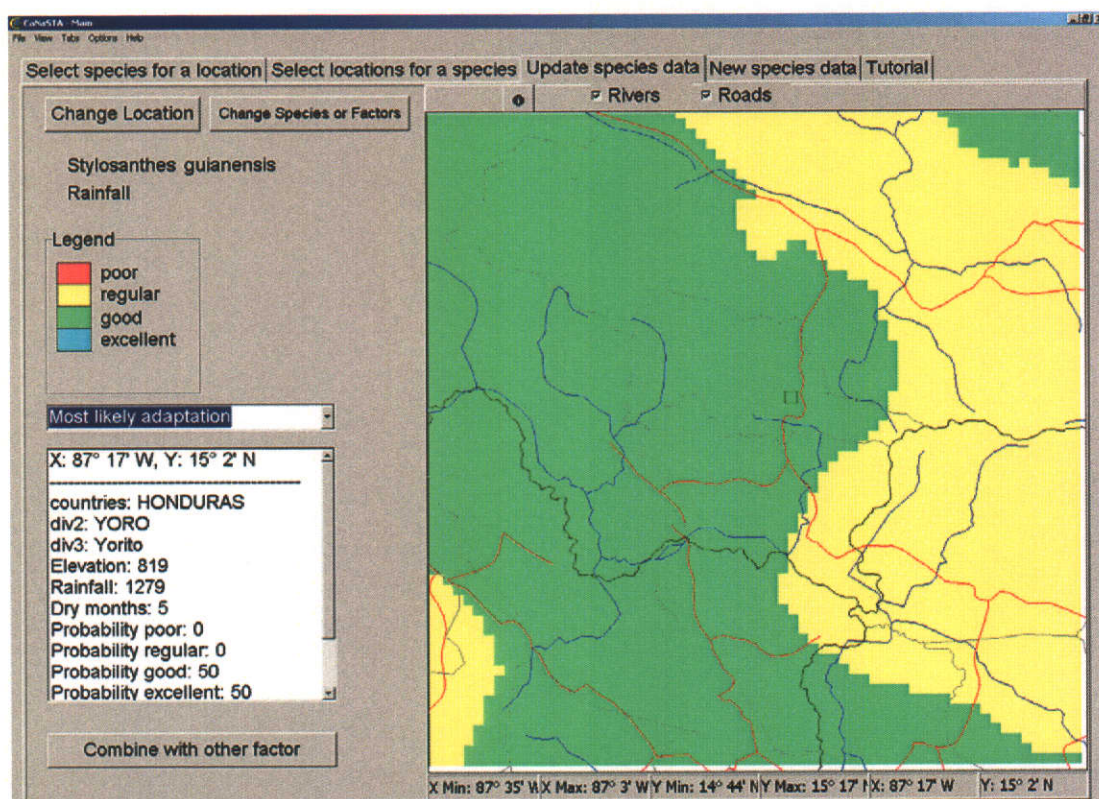 CaNaSTA - Main
File View Tabs Options Help
Select species for a location Select locations for a species Update species data New species data Tutorial
Change Location Change Species or Factors
Rivers Roads
Stylosanthes guianensis
Rainfall
Legend
poor
regular
good
excellent
Most likely adaptation
X: 87° 17' W, Y: 15° 2' N
countries: HONDURAS
div2: YORO
div3: Yorito
Elevation: 819
Rainfall: 1279
Dry months: 5
Probability poor: 0
Probability regular: 0
Probability good: 50
Probability excellent: 50
Combine with other factor
X Min: 87° 35' W X Max: 87° 3' W Y Min: 14° 44' N Y Max: 15° 17' N X: 87° 17' W Y: 15° 2' N